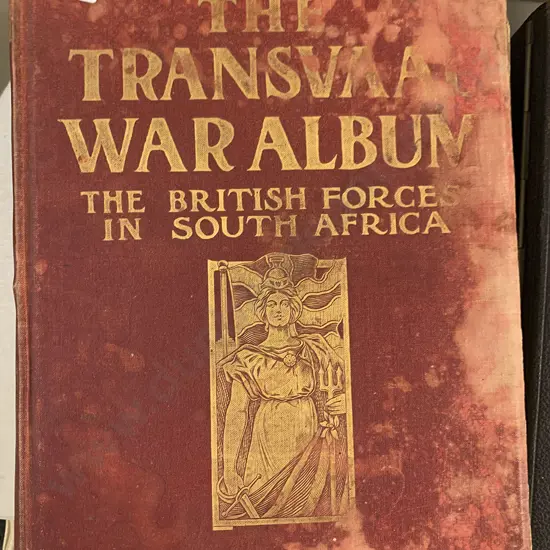 THE
TRANSVAAL
WAR ALBUM
THE BRITISH FORCES
IN SOUTH AFRICA